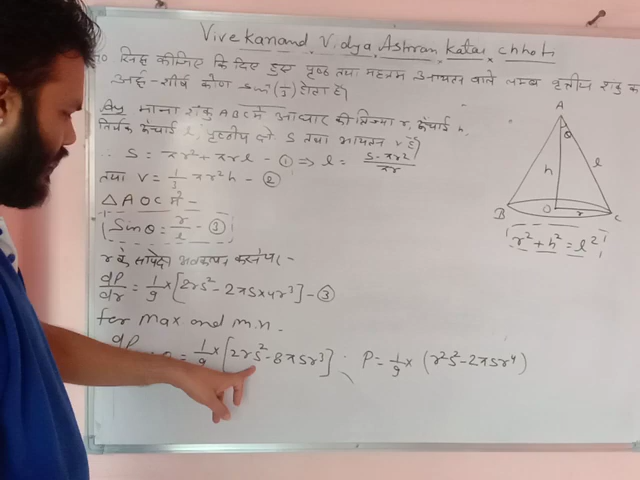 Vivekanand Vidya Ashram Katai chhoti
सिद्ध कीजिए कि दिए हुए पृष्ठ तथा महत्तम आयतन वाले लम्ब वृत्तीय शंकु का
अर्द्ध-शीर्ष कोण sin⁻¹(1/3) होता है।
माना शंकु ABC में आधार की त्रिज्या r, ऊँचाई h,
तिर्यक ऊँचाई l, पृष्ठीय क्षे० S तथा आयतन V है।
∴ S = πr² + πrl - ① ⇒ l = (S-πr²)/πr
तथा V = 1/3 πr²h - ②
△AOC में -
Sinθ = r/l - ③
r के सापेक्ष अवकलन करने पर -
dP/dr = 1/9 × [2rS² - 2πS×4r³] - ③
for max and min -
dP = 1/9 × [2rS² - 8πSr³] P = 1/9 × (r²S² - 2πSr⁴)
A
θ
h
l
B
O
r
C
r² + h² = l²